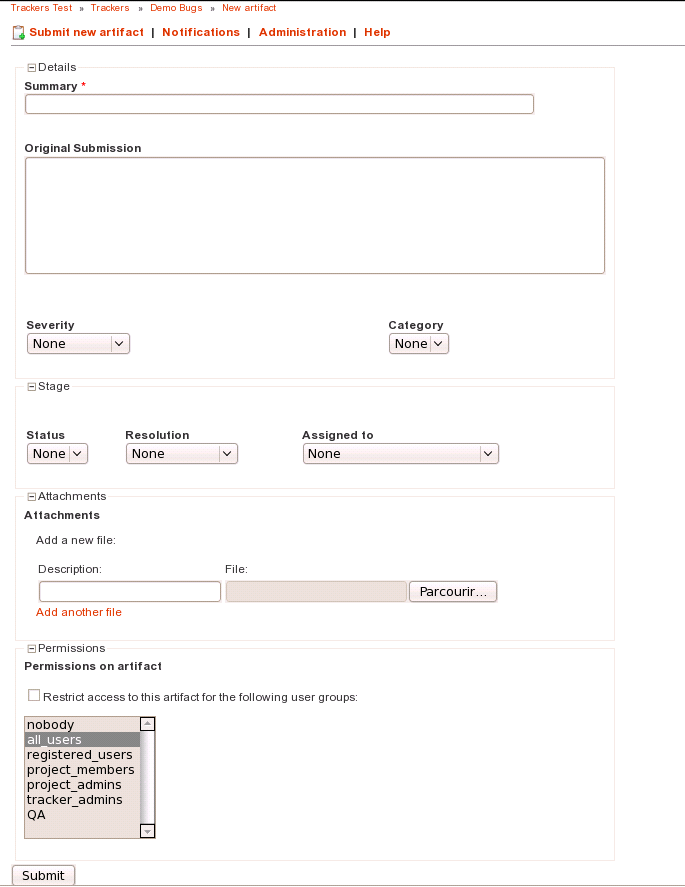 Trackers Test » Trackers » Demo Bugs » New artifact
Submit new artifact | Notifications | Administration | Help
Details
Summary *
Original Submission
Severity Category
None None
Stage
Status Resolution Assigned to
None None None
Attachments
Attachments
Add a new file:
Description: File:
Parcourir...
Add another file
Permissions
Permissions on artifact
Restrict access to this artifact for the following user groups:
nobody
all_users
registered_users
project_members
project_admins
tracker_admins
QA
Submit